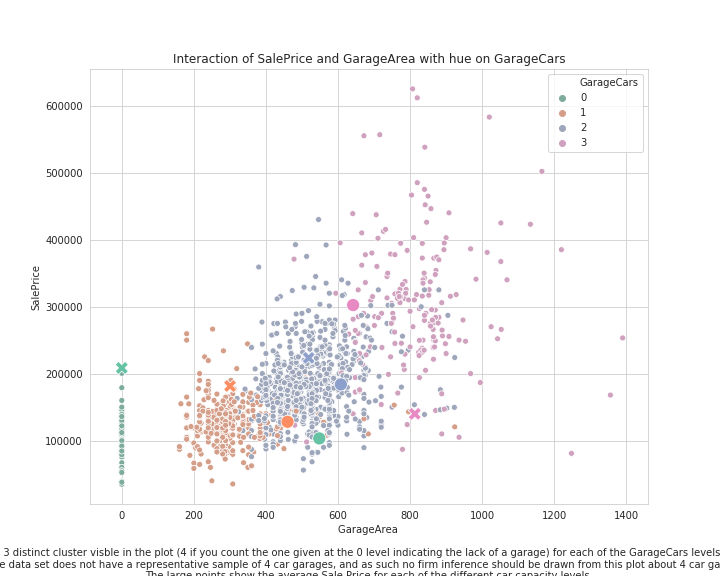 Interaction of SalePrice and GarageArea with hue on GarageCars
GarageCars
0
1
2
3
600000
500000
400000
300000
200000
100000
SalePrice
0
200
400
600
800
1000
1200
1400
GarageArea
3 distinct cluster visble in the plot (4 if you count the one given at the 0 level indicating the lack of a garage) for each of the GarageCars levels
data set does not have a representative sample of 4 car garages, and as such no firm inference should be drawn from this plot about 4 car
The large points show the average Sale Price for each of the different car capacity levels